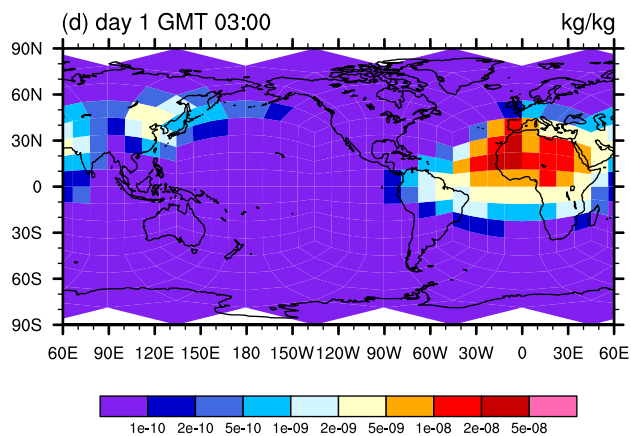 (d) day 1 GMT 03:00 kg/kg
90N
60N
30N
0
30S
60S
90S
60E 90E 120E 150E 180 150W 120W 90W 60W 30W 0 30E 60E
1e-10 2e-10 5e-10 1e-09 2e-09 5e-09 1e-08 2e-08 5e-08